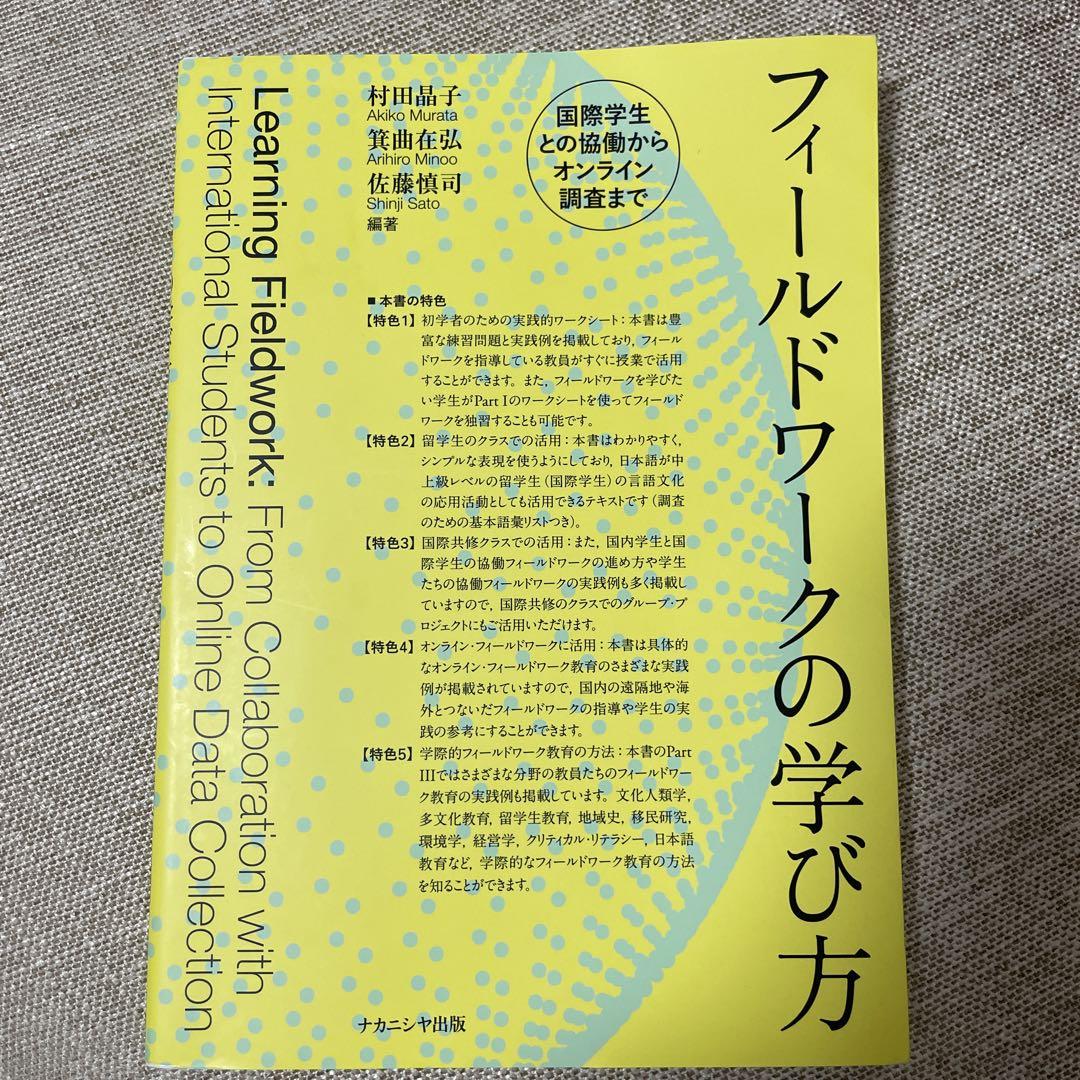 フィールドワークの学び方
国際学生
との協働から
オンライン
調査まで
村田晶子
Akiko Murata
箕曲在弘
Arihiro Minoo
佐藤慎司
Shinji Sato
編著
Learning Fieldwork: From Collaboration with
International Students to Online Data Collection
■ 本書の特色
【特色1】初学者のための実践的ワークシート：本書は豊
富な練習問題と実践例を掲載しており，フィール
ドワークを指導している教員がすぐに授業で活用
することができます。また，フィールドワークを学びた
い学生がPart Iのワークシートを使ってフィールド
ワークを独習することも可能です。
【特色2】留学生のクラスでの活用：本書はわかりやすく，
シンプルな表現を使うようにしており，日本語が中
上級レベルの留学生（国際学生）の言語文化
の応用活動としても活用できるテキストです（調査
のための基本語彙リストつき）。
【特色3】国際共修クラスでの活用：また，国内学生と国
際学生の協働フィールドワークの進め方や学生
たちの協働フィールドワークの実践例も多く掲載し
ていますので，国際共修のクラスでのグループ・プ
ロジェクトにもご活用いただけます。
【特色4】オンライン・フィールドワークに活用：本書は具体的
なオンライン・フィールドワーク教育のさまざまな実践
例が掲載されていますので，国内の遠隔地や海
外とつないだフィールドワークの指導や学生の実
践の参考にすることができます。
【特色5】学際的フィールドワーク教育の方法：本書のPart
IIIではさまざまな分野の教員たちのフィールドワー
ク教育の実践例も掲載しています。文化人類学，
多文化教育，留学生教育，地域史，移民研究，
環境学，経営学，クリティカル・リテラシー，日本語
教育など，学際的なフィールドワーク教育の方法
を知ることができます。
ナカニシヤ出版